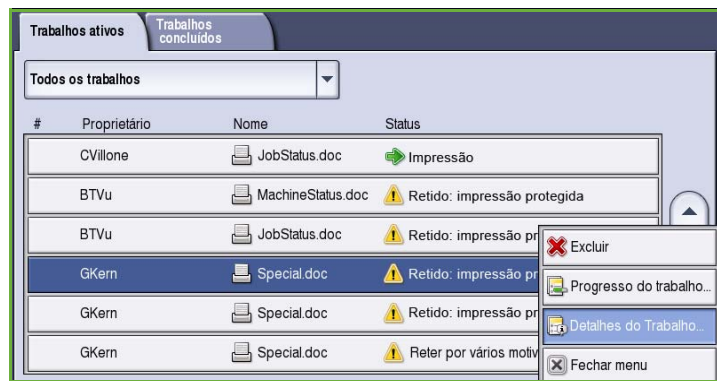 Trabalhos ativos
Trabalhos
concluídos
Todos os trabalhos
# Proprietário Nome Status
CVillone JobStatus.doc Impressão
BTVu MachineStatus.doc Retido: impressão protegida
BTVu JobStatus.doc Retido: impressão pr
GKern Special.doc Retido: impressão pr
GKern Special.doc Retido: impressão pr
GKern Special.doc Reter por vários motiv
Excluir
Progresso do trabalho...
Detalhes do Trabalho...
Fechar menu